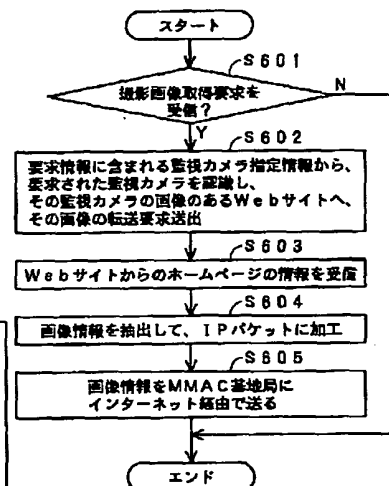 スタート
S601
撮影画像取得要求を
受信?
N
Y
S602
要求情報に含まれる監視カメラ指定情報から、
要求された監視カメラを認識し、
その監視カメラの画像のあるWebサイトへ、
その画像の転送要求送出
S603
Webサイトからのホームページの情報を受信
S604
画像情報を抽出して、IPパケットに加工
S605
画像情報をMMAC基地局に
インターネット経由で送る
エンド